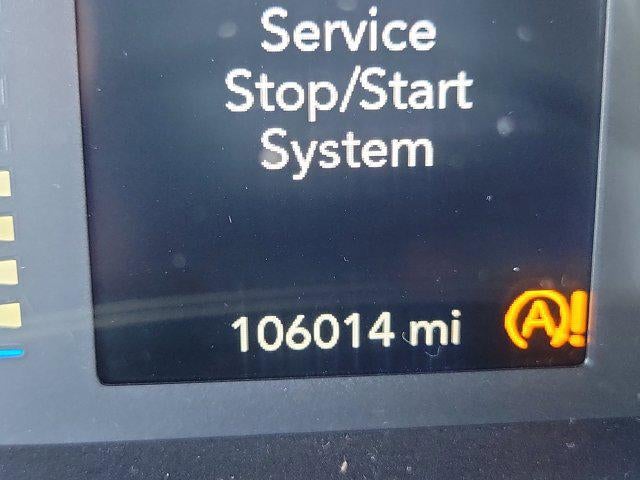 Service
Stop/Start
System
106014 mi A!